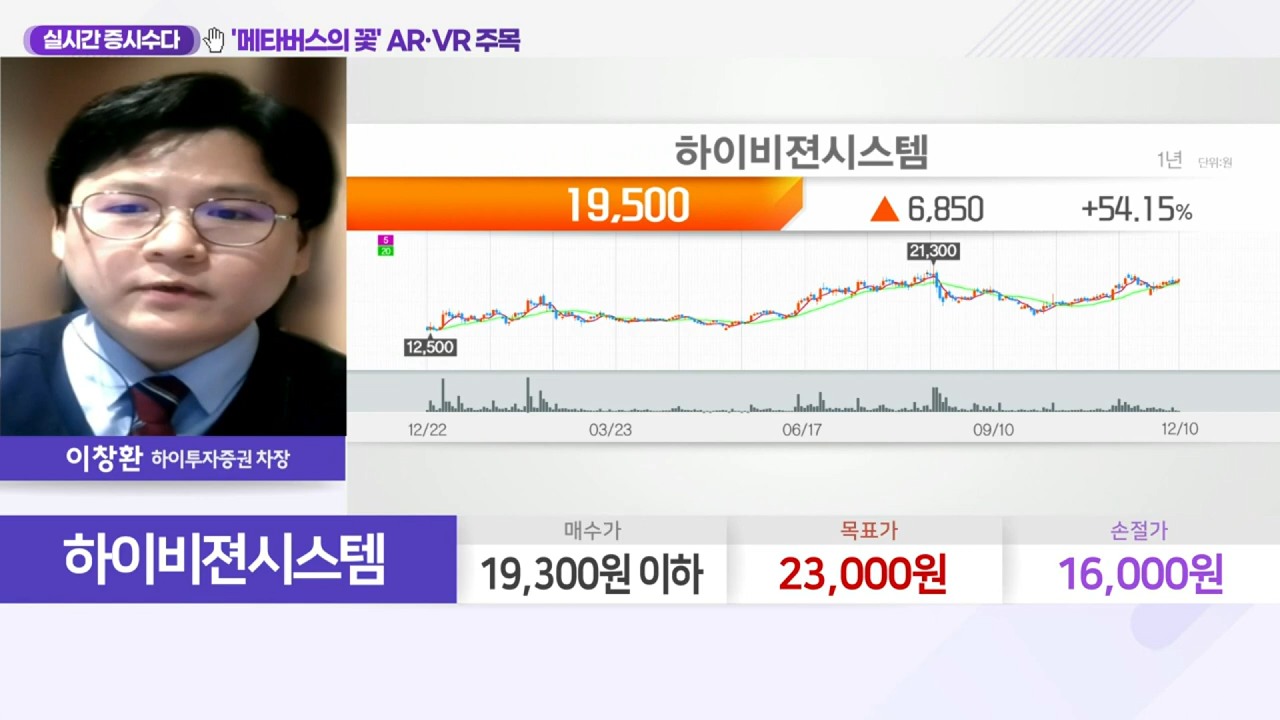 실시간 증시수다 '메타버스의 꽃' AR·VR 주목
하이비젼시스템
1년 단위:원
19,500 ▲ 6,850 +54.15%
5
20
21,300
12,500
12/22 03/23 06/17 09/10 12/10
이창환 하이투자증권 차장
하이비젼시스템
매수가
19,300원 이하
목표가
23,000원
손절가
16,000원